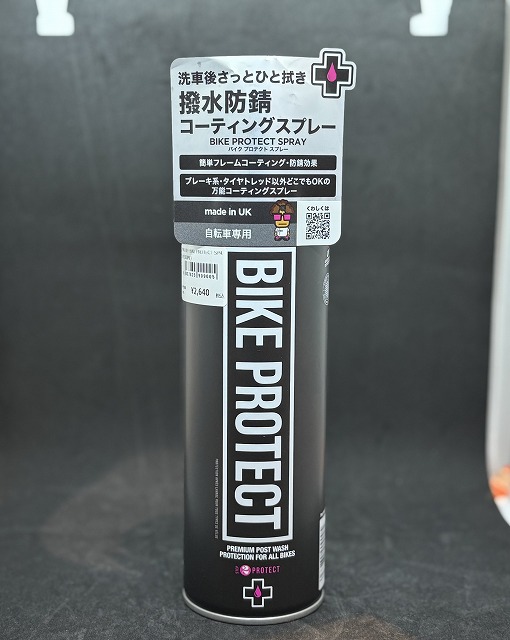 洗車後さっとひと拭き
撥水防錆
コーティングスプレー
BIKE PROTECT SPRAY
バイク プロテクト スプレー
簡単フレームコーティング・防錆効果
ブレーキ系・タイヤトレッド以外どこでもOKの
万能コーティングスプレー
made in UK
くわしくは
自転車専用
¥2,640
税込
BIKE PROTECT
PREMIUM POST WASH
PROTECTION FOR ALL BIKES
PROTECT